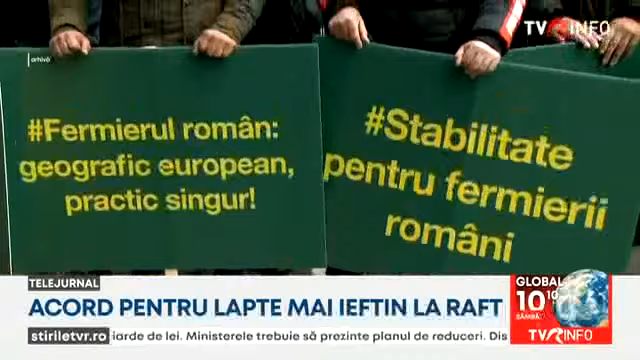 arhivă
TVR INFO
#Fermierul român:
geografic european,
practic singur!
#Stabilitate
pentru fermierii
români
TELEJURNAL
ACORD PENTRU LAPTE MAI IEFTIN LA RAFT
GLOBAL
10 10
SÂMBĂTĂ
TVR INFO
stiriletvr.ro iarde de lei. Ministerele trebuie să prezinte planul de reduceri. Dis